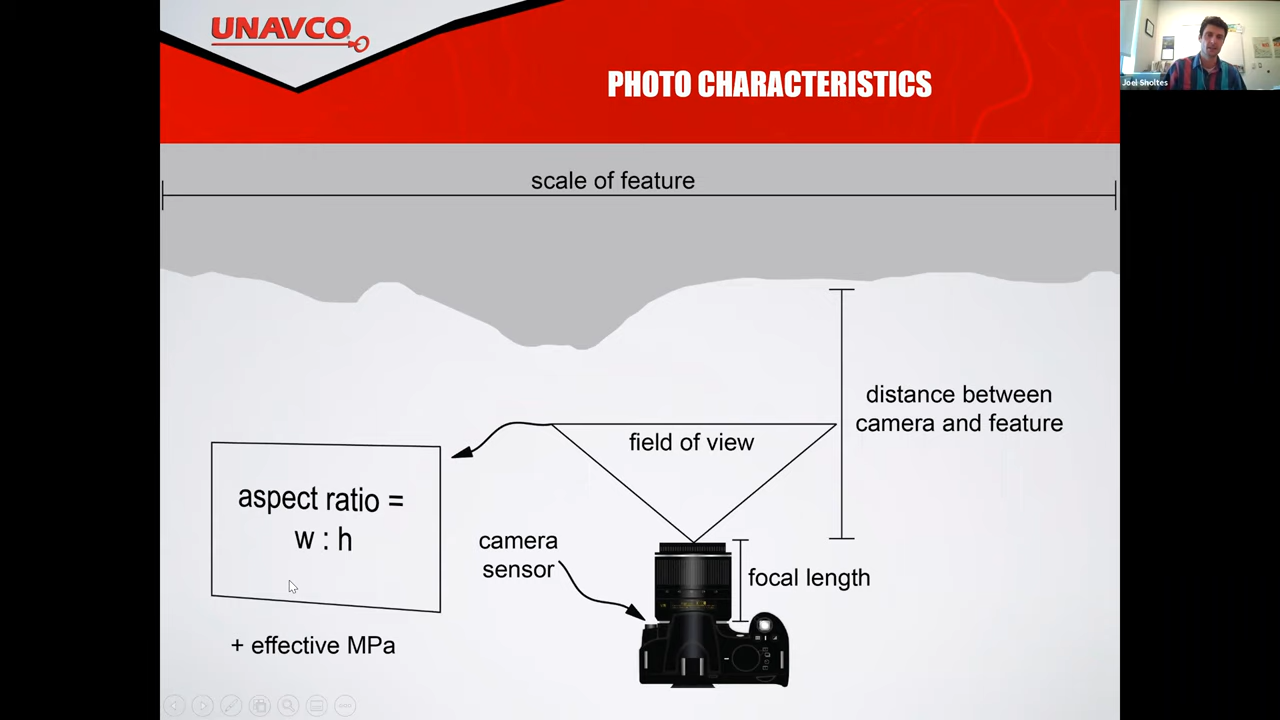 UNAVCO
PHOTO CHARACTERISTICS
Joel Sholtes
scale of feature
distance between
camera and feature
field of view
aspect ratio =
w : h
camera
sensor
focal length
+ effective MPa